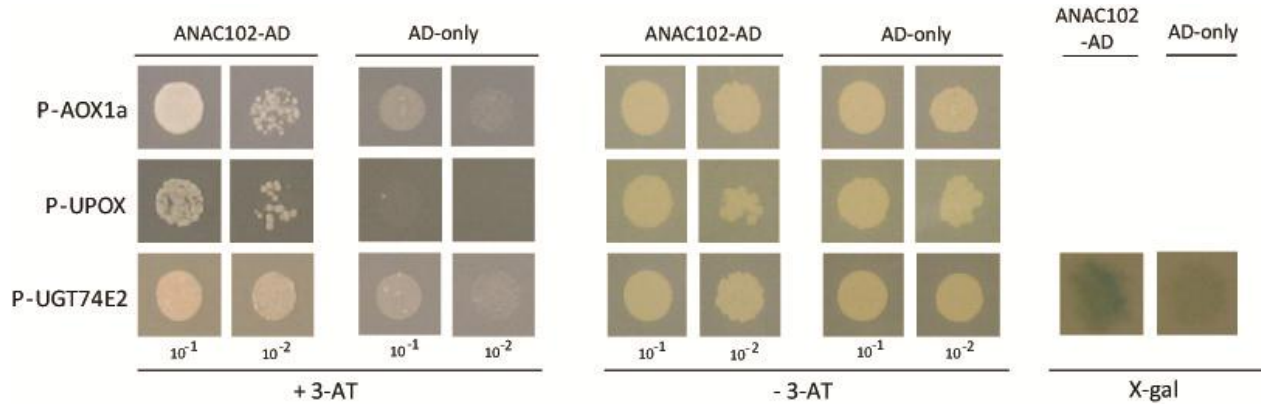 ANAC102-AD AD-only ANAC102-AD AD-only ANAC102
-AD AD-only
P-AOX1a
P-UPOX
P-UGT74E2
10-1 10-2 10-1 10-2 10-1 10-2 10-1 10-2
+ 3-AT - 3-AT X-gal